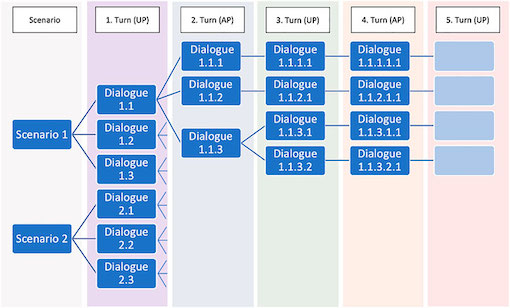 Scenario
1. Turn (UP)
2. Turn (AP)
3. Turn (UP)
4. Turn (AP)
5. Turn (UP)
Scenario 1
Scenario 2
Dialogue
1.1
Dialogue
1.2
Dialogue
1.3
Dialogue
2.1
Dialogue
2.2
Dialogue
2.3
Dialogue
1.1.1
Dialogue
1.1.2
Dialogue
1.1.3
Dialogue
1.1.1.1
Dialogue
1.1.2.1
Dialogue
1.1.3.1
Dialogue
1.1.3.2
Dialogue
1.1.1.1.1
Dialogue
1.1.2.1.1
Dialogue
1.1.3.1.1
Dialogue
1.1.3.2.1